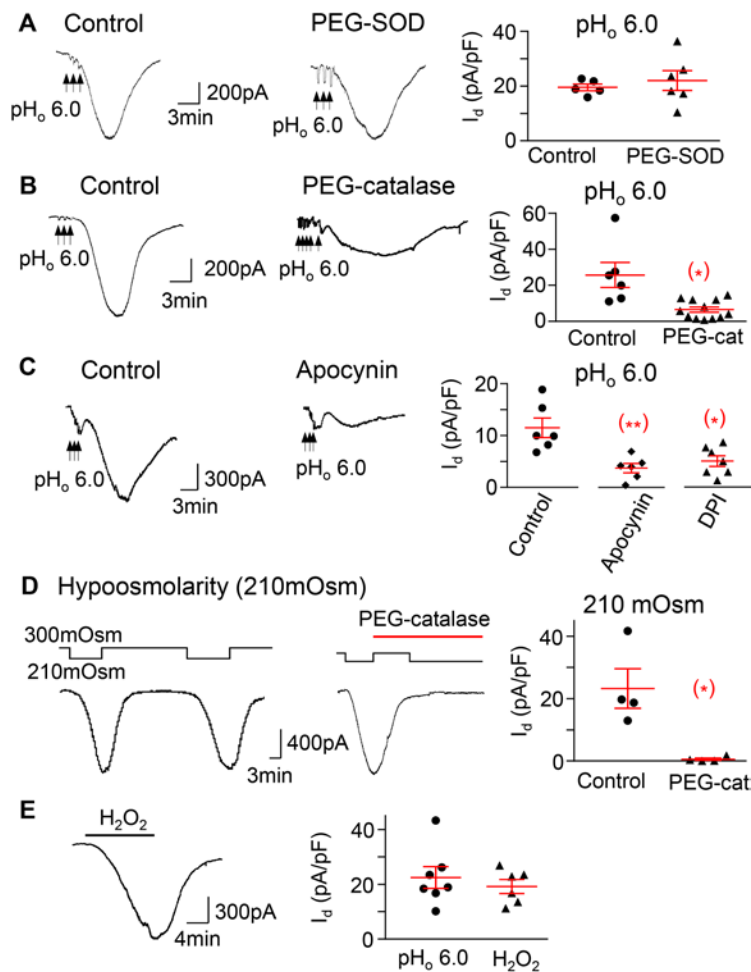 A
Control
PEG-SOD
pHₒ 6.0
pHₒ 6.0
200pA
3min
pHₒ 6.0
I_d (pA/pF)
40
20
0
Control
PEG-SOD
B
Control
PEG-catalase
pHₒ 6.0
pHₒ 6.0
200pA
3min
pHₒ 6.0
I_d (pA/pF)
60
40
20
0
(*)
Control
PEG-cat
C
Control
Apocynin
pHₒ 6.0
pHₒ 6.0
300pA
3min
pHₒ 6.0
I_d (pA/pF)
20
10
0
(**)
(*)
Control
Apocynin
DPI
D Hypoosmolarity (210mOsm)
PEG-catalase
300mOsm
210mOsm
400pA
3min
210 mOsm
I_d (pA/pF)
40
20
0
(*)
Control
PEG-cat
E
H₂O₂
300pA
4min
I_d (pA/pF)
40
20
0
pHₒ 6.0
H₂O₂